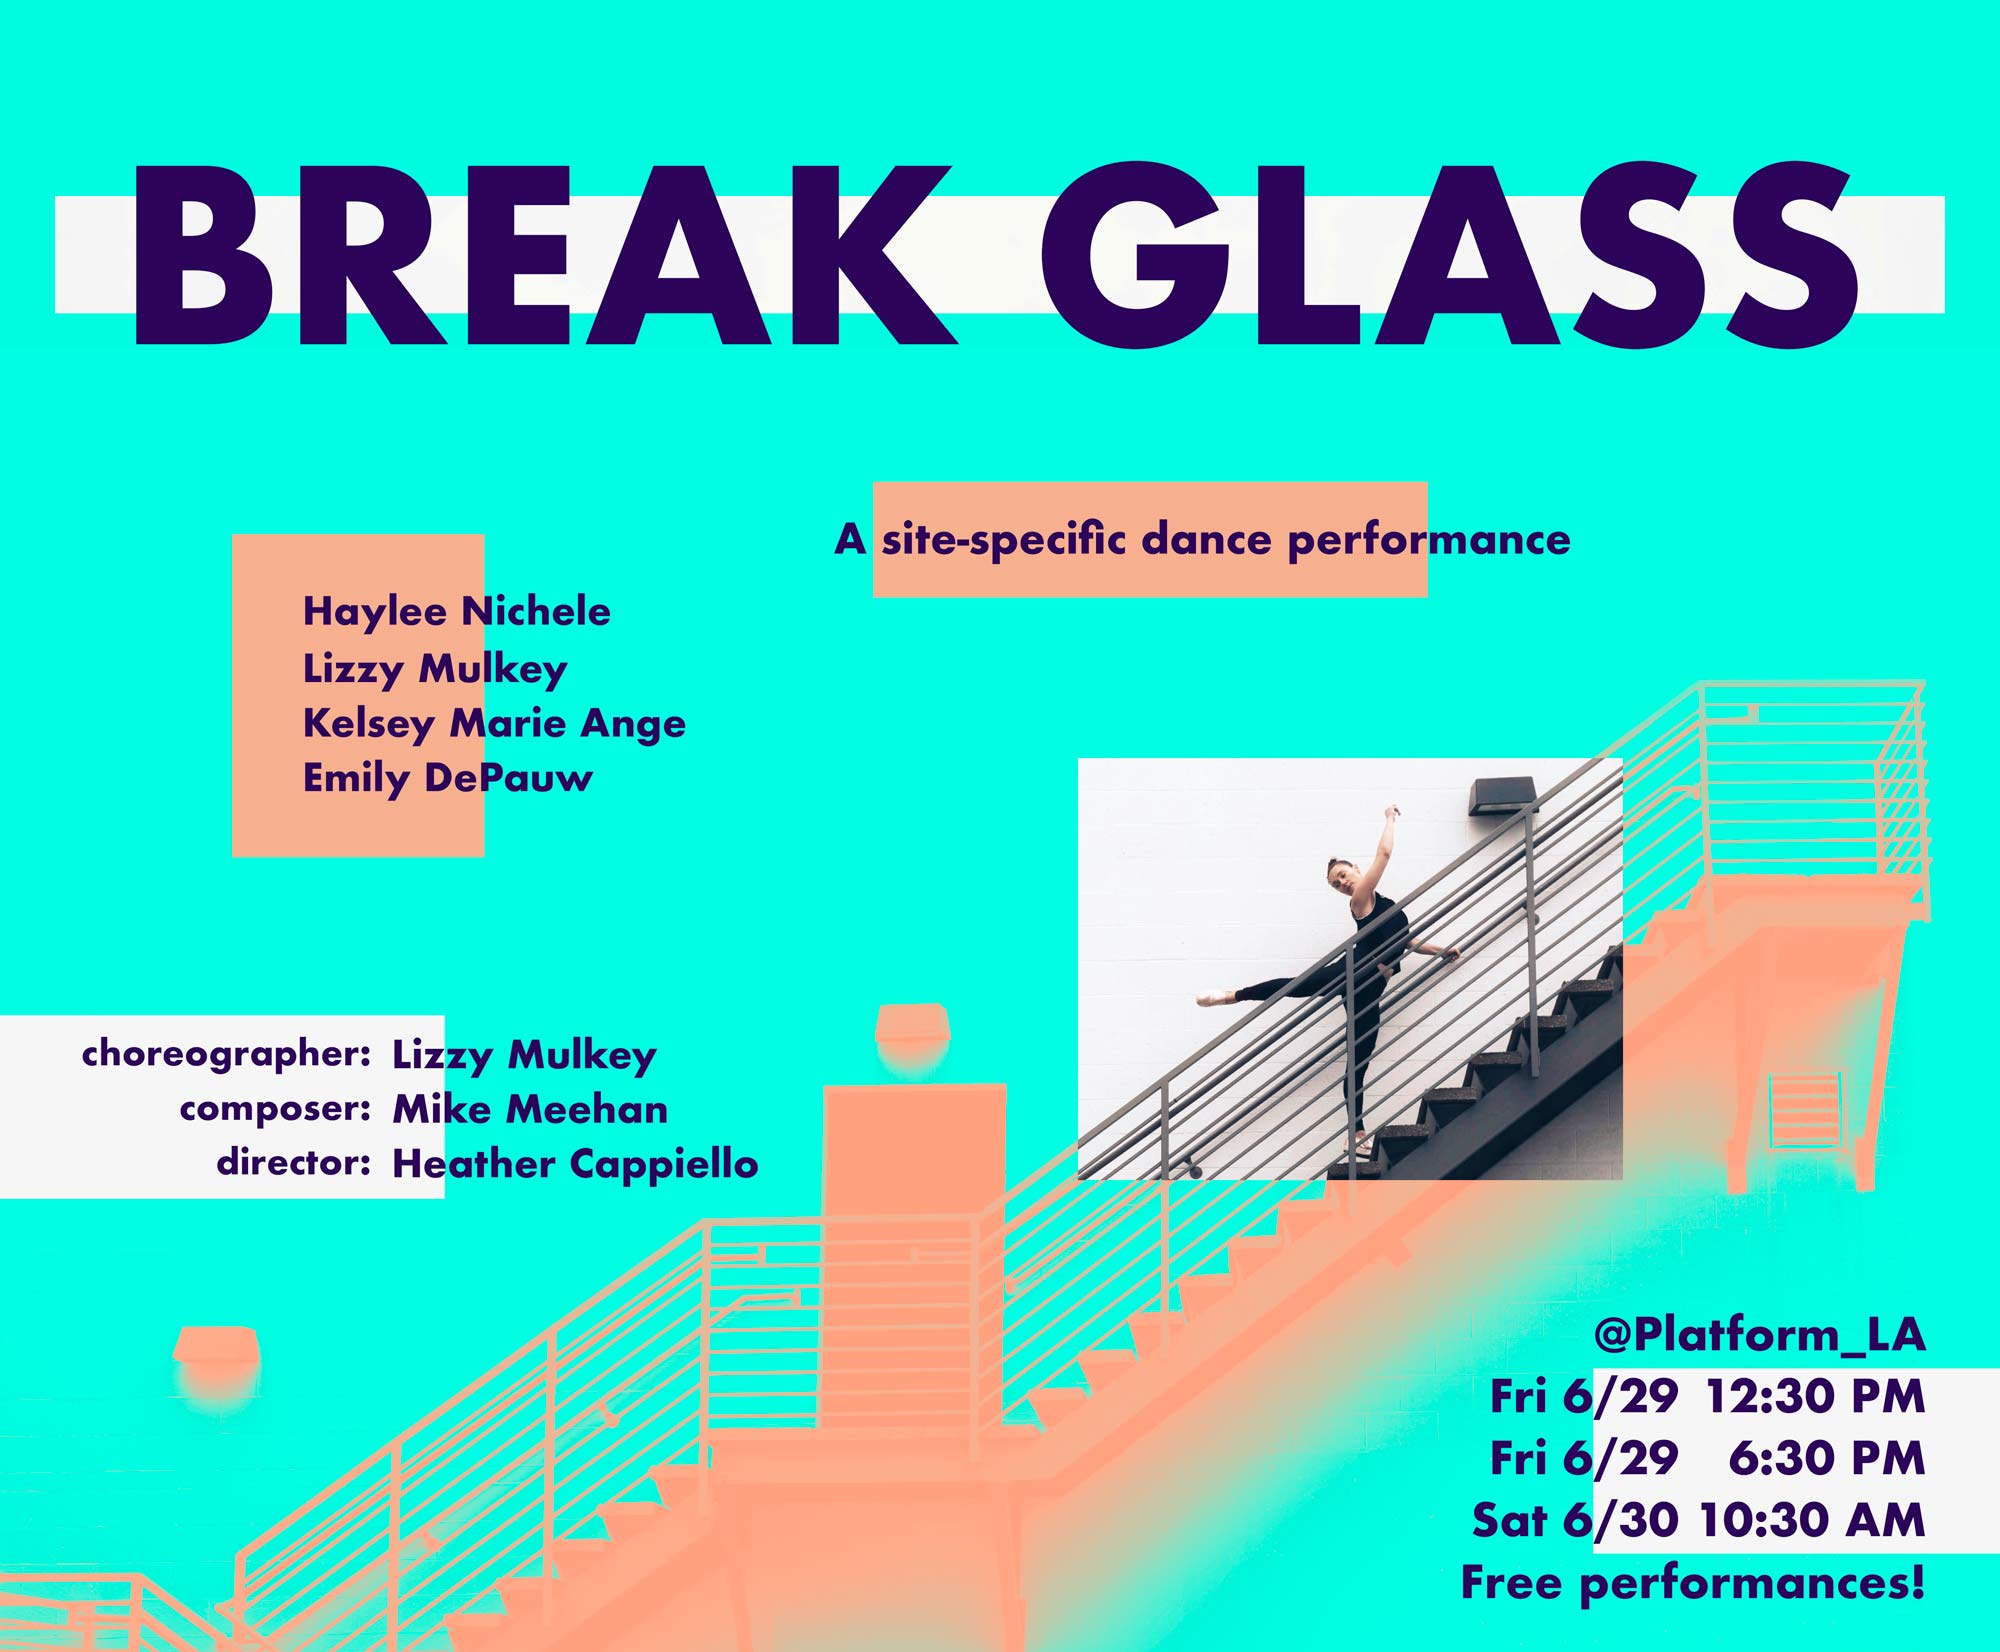 BREAK GLASS
A site-specific dance performance
Haylee Nichele
Lizzy Mulkey
Kelsey Marie Ange
Emily DePauw
choreographer: Lizzy Mulkey
composer: Mike Meehan
director: Heather Cappiello
@Platform_LA
Fri 6/29 12:30 PM
Fri 6/29 6:30 PM
Sat 6/30 10:30 AM
Free performances!